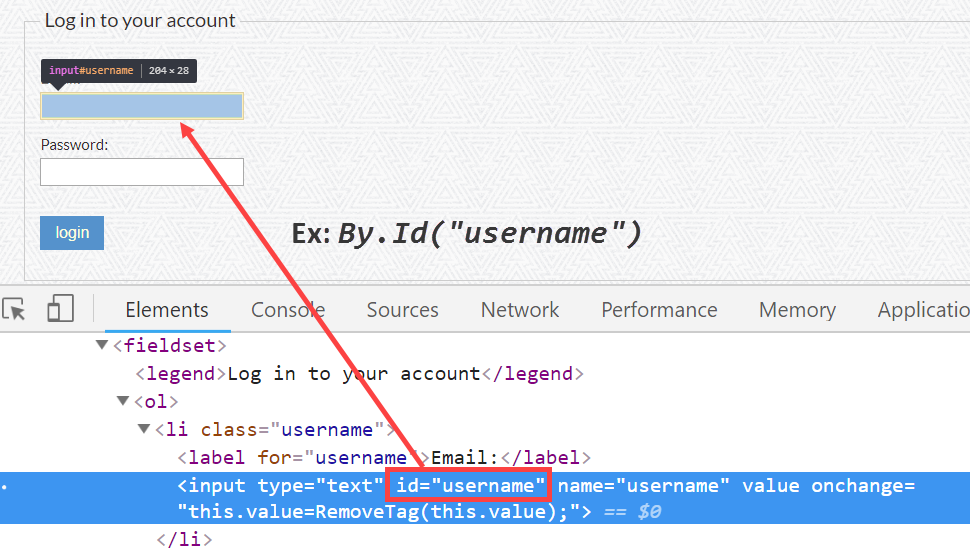 Log in to your account
input#username 204 × 28
Password:
login
Ex: By.Id("username")
Elements Console Sources Network Performance Memory Applicatio
<fieldset>
<legend>Log in to your account</legend>
<ol>
<li class="username">
<label for="username">Email:</label>
<input type="text" id="username" name="username" value onchange=
"this.value=RemoveTag(this.value);"> == $0
</li>